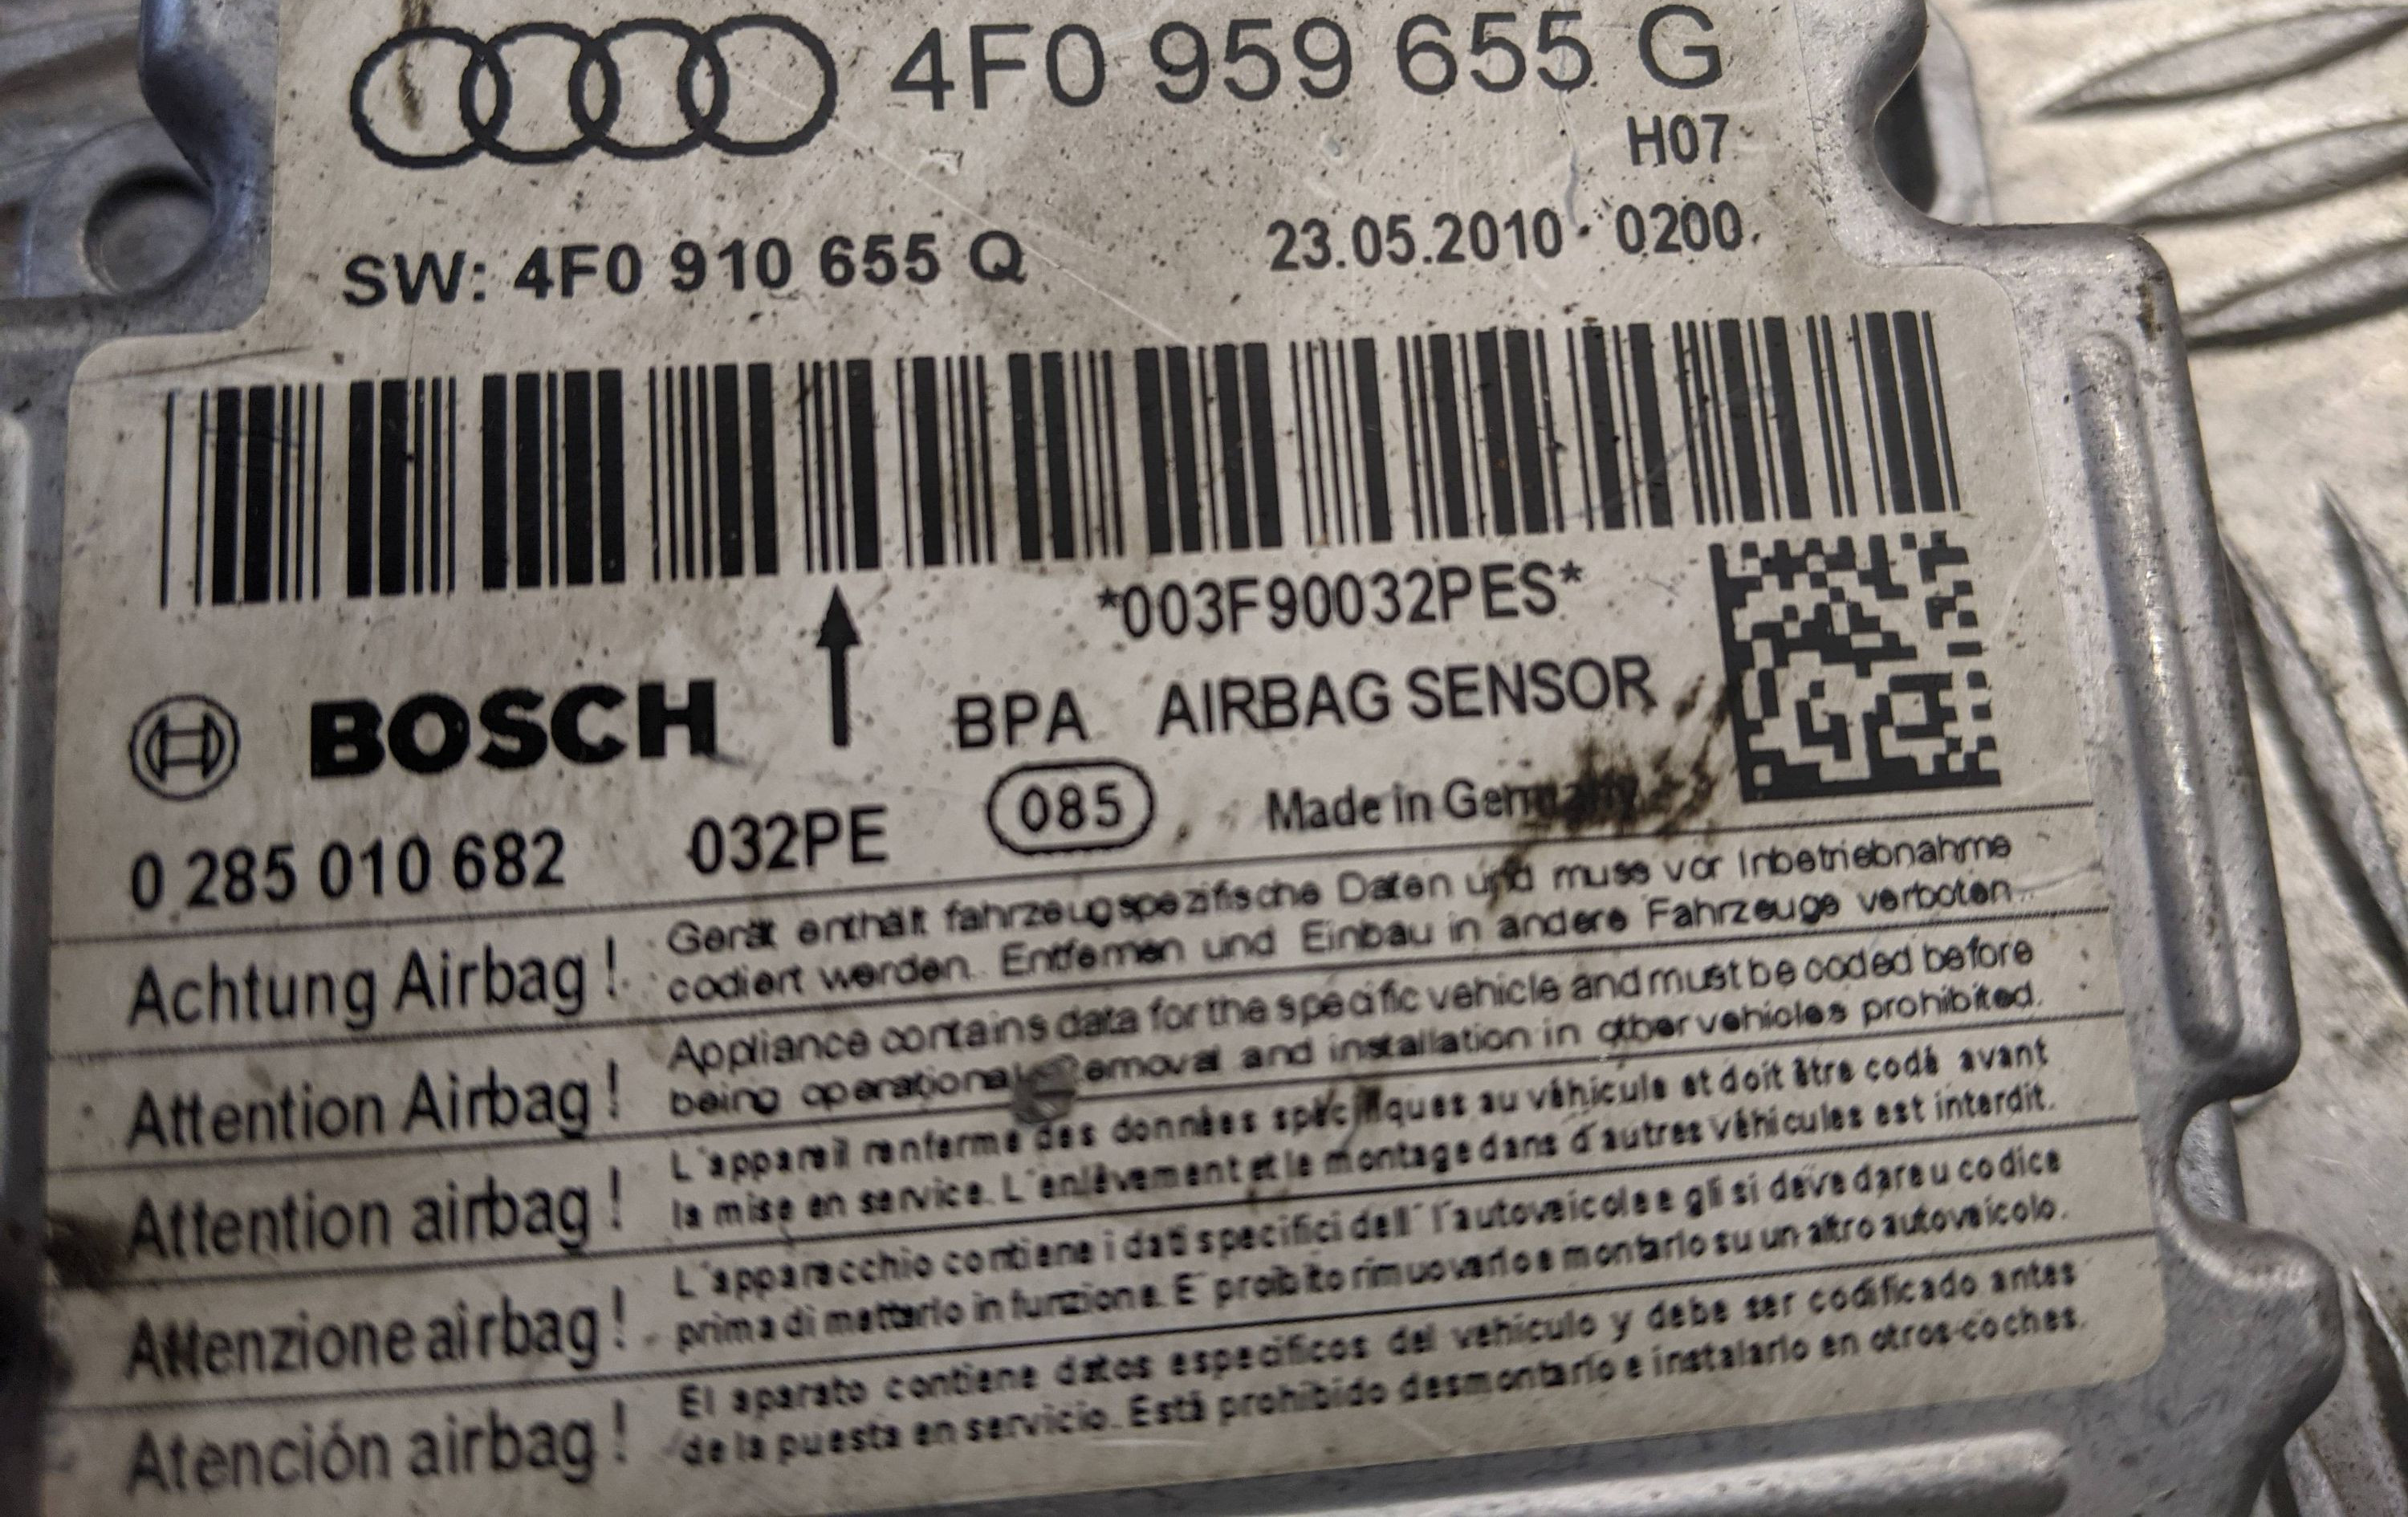 4F0 959 655 G
H07
SW: 4F0 910 655 Q 23.05.2010 0200
*003F90032PES*
BOSCH BPA AIRBAG SENSOR
0 285 010 682 032PE 085 Made in Germany
Achtung Airbag! Gerät enthält fahrzeugspezifische Daten und muss vor Inbetriebnahme
codiert werden. Entfernen und Einbau in andere Fahrzeuge verboten.
Attention Airbag! Appliance contains data for the specific vehicle and must be coded before
being operational. Removal and installation in other vehicles prohibited.
Attention airbag! L'appareil renferme des données spécifiques au véhicule et doit être codé avant
la mise en service. L'enlèvement et le montage dans d'autres véhicules est interdit.
Attenzione airbag! L'apparecchio contiene i dati specifici dell' l'autoveicolo e gli si deve dare u codice
prima di metterlo in funzione. E' proibito rimuoverlo e montarlo su un altro autoveicolo.
Atención airbag! El aparato contiene datos especificos del vehículo y debe ser codificado antes
de la puesta en servicio. Está prohibido desmontarlo e instalarlo en otros coches.